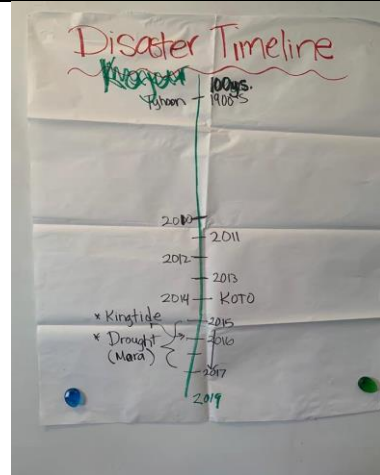 Disaster Timeline
100yrs.
Typhoon 1900'S
2010
2011
2012
2013
2014 KOTO
* Kingtide 2015
* Drought 2016
(Mara)
2017
2019